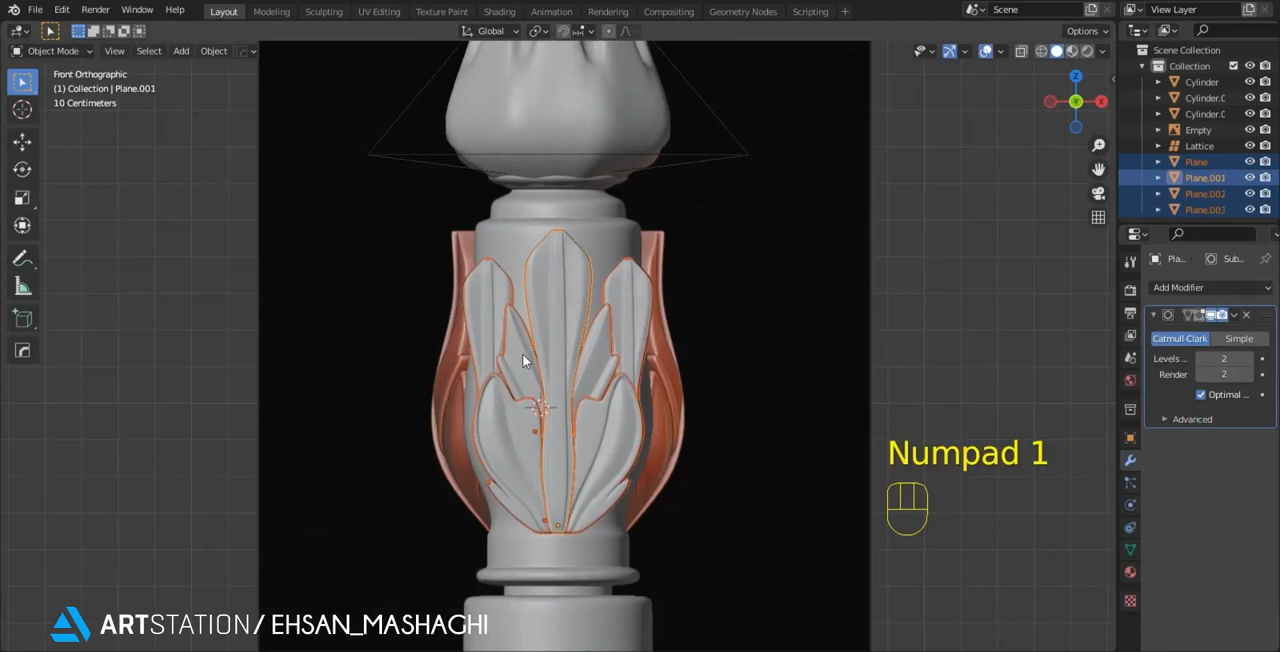 File Edit Render Window Help
Layout Modeling Sculpting UV Editing Texture Paint Shading Animation Rendering Compositing Geometry Nodes Scripting +
Scene
View Layer
Global
Options
Object Mode View Select Add Object
Front Orthographic
(1) Collection | Plane.001
10 Centimeters
Z
X
Y
Scene Collection
Collection
Cylinder
Cylinder.0
Cylinder.0
Empty
Lattice
Plane
Plane.001
Plane.002
Plane.003
Pla...
Sub...
Add Modifier
Catmull-Clark Simple
Levels ... 2
Render 2
Optimal ...
Advanced
Numpad 1
ARTSTATION / EHSAN_MASHAGHI